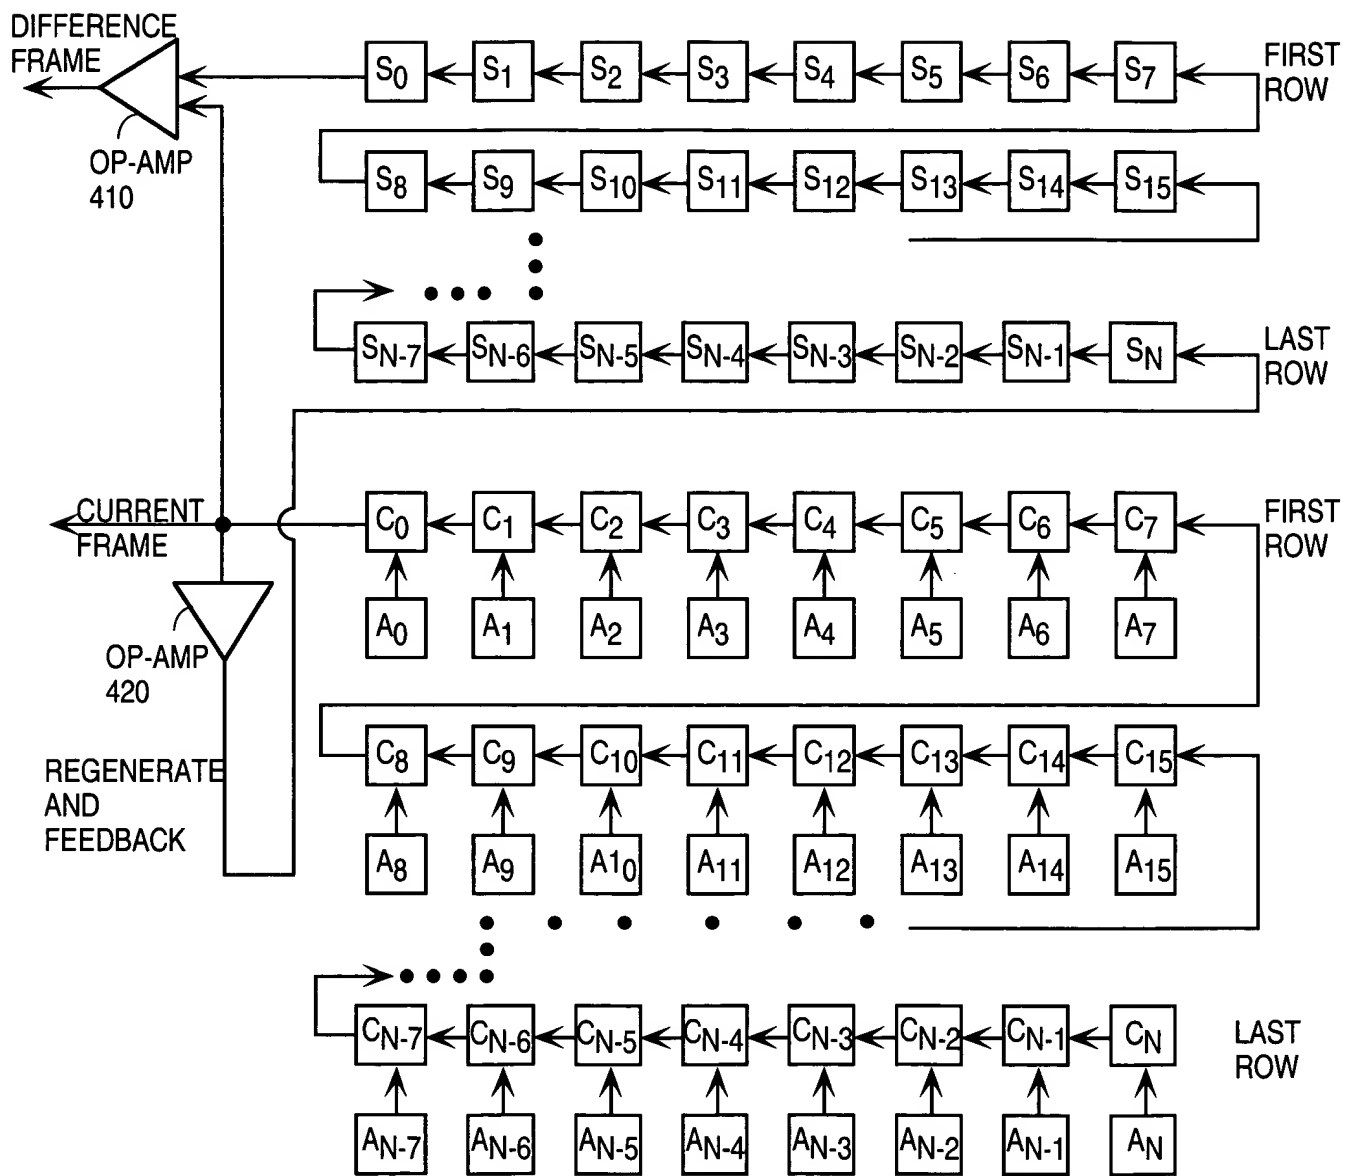 DIFFERENCE
FRAME
OP-AMP
410
S0 S1 S2 S3 S4 S5 S6 S7
FIRST
ROW
S8 S9 S10 S11 S12 S13 S14 S15
SN-7 SN-6 SN-5 SN-4 SN-3 SN-2 SN-1 SN
LAST
ROW
CURRENT
FRAME
C0 C1 C2 C3 C4 C5 C6 C7
FIRST
ROW
A0 A1 A2 A3 A4 A5 A6 A7
OP-AMP
420
C8 C9 C10 C11 C12 C13 C14 C15
REGENERATE
AND
FEEDBACK
A8 A9 A10 A11 A12 A13 A14 A15
CN-7 CN-6 CN-5 CN-4 CN-3 CN-2 CN-1 CN
LAST
ROW
AN-7 AN-6 AN-5 AN-4 AN-3 AN-2 AN-1 AN